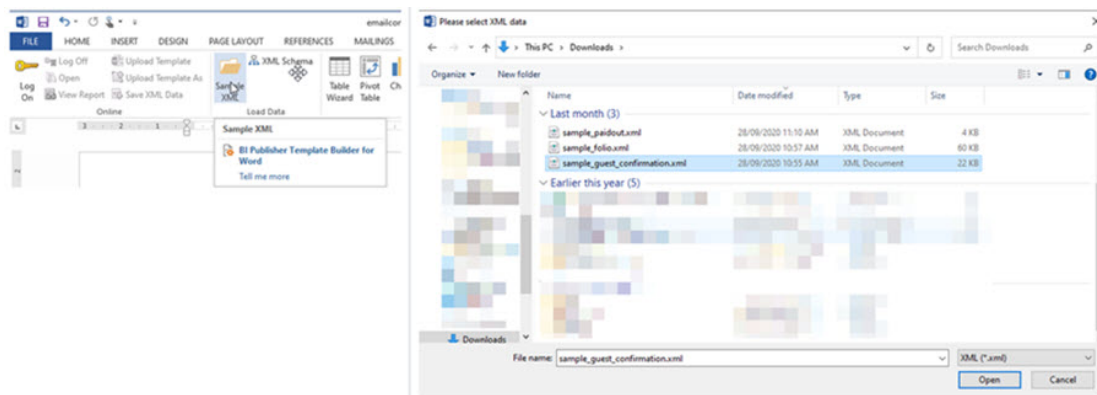 emailcor
FILE HOME INSERT DESIGN PAGE LAYOUT REFERENCES MAILINGS
Log On
Log Off
Open
View Report
Upload Template
Upload Template As
Save XML Data
Online
Sample XML
XML Schema
Load Data
Table Wizard
Pivot Table
Ch
3 2 1
2
Sample XML
BI Publisher Template Builder for
Word
Tell me more
Please select XML data
This PC > Downloads >
Search Downloads
Organize New folder
Name Date modified Type Size
Last month (3)
sample_paidout.xml 28/09/2020 11:10 AM XML Document 4 KB
sample_folio.xml 28/09/2020 10:57 AM XML Document 60 KB
sample_guest_confirmation.xml 28/09/2020 10:55 AM XML Document 22 KB
Earlier this year (5)
Downloads
File name: sample_guest_confirmation.xml XML (*.xml)
Open Cancel